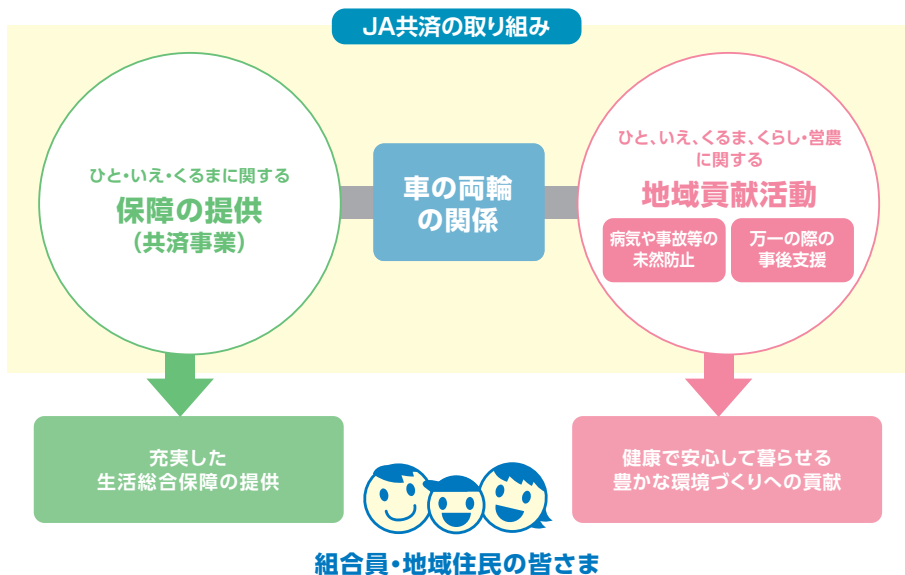 JA共済の取り組み
ひと・いえ・くるまに関する
保障の提供
（共済事業）
車の両輪
の関係
ひと、いえ、くるま、くらし・営農
に関する
地域貢献活動
病気や事故等の
未然防止
万一の際の
事後支援
充実した
生活総合保障の提供
健康で安心して暮らせる
豊かな環境づくりへの貢献
組合員・地域住民の皆さま